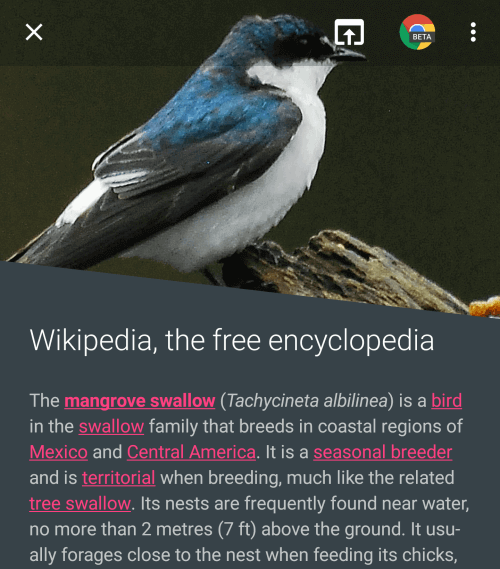 BETA
Wikipedia, the free encyclopedia
The mangrove swallow (Tachycineta albilinea) is a bird
in the swallow family that breeds in coastal regions of
Mexico and Central America. It is a seasonal breeder
and is territorial when breeding, much like the related
tree swallow. Its nests are frequently found near water,
no more than 2 metres (7 ft) above the ground. It usu-
ally forages close to the nest when feeding its chicks,